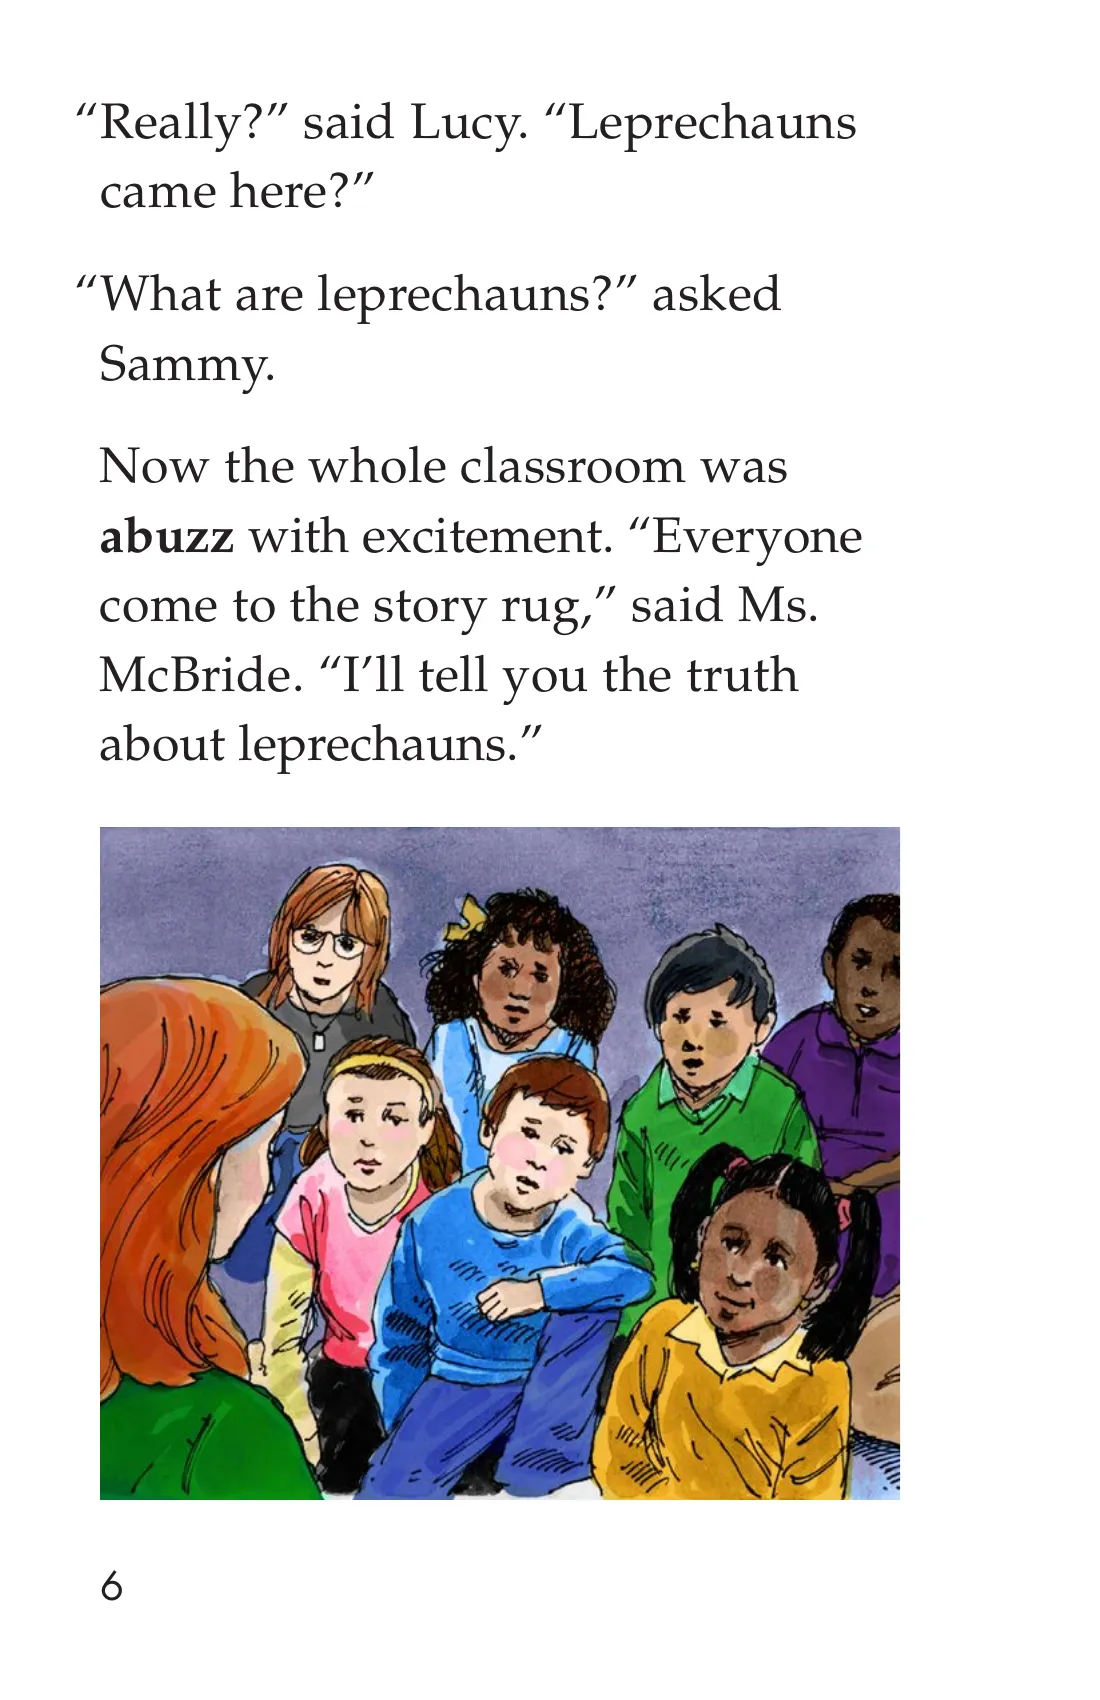 “Really?” said Lucy. “Leprechauns
came here?”
“What are leprechauns?” asked
Sammy.
Now the whole classroom was
abuzz with excitement. “Everyone
come to the story rug,” said Ms.
McBride. “I’ll tell you the truth
about leprechauns.”
6